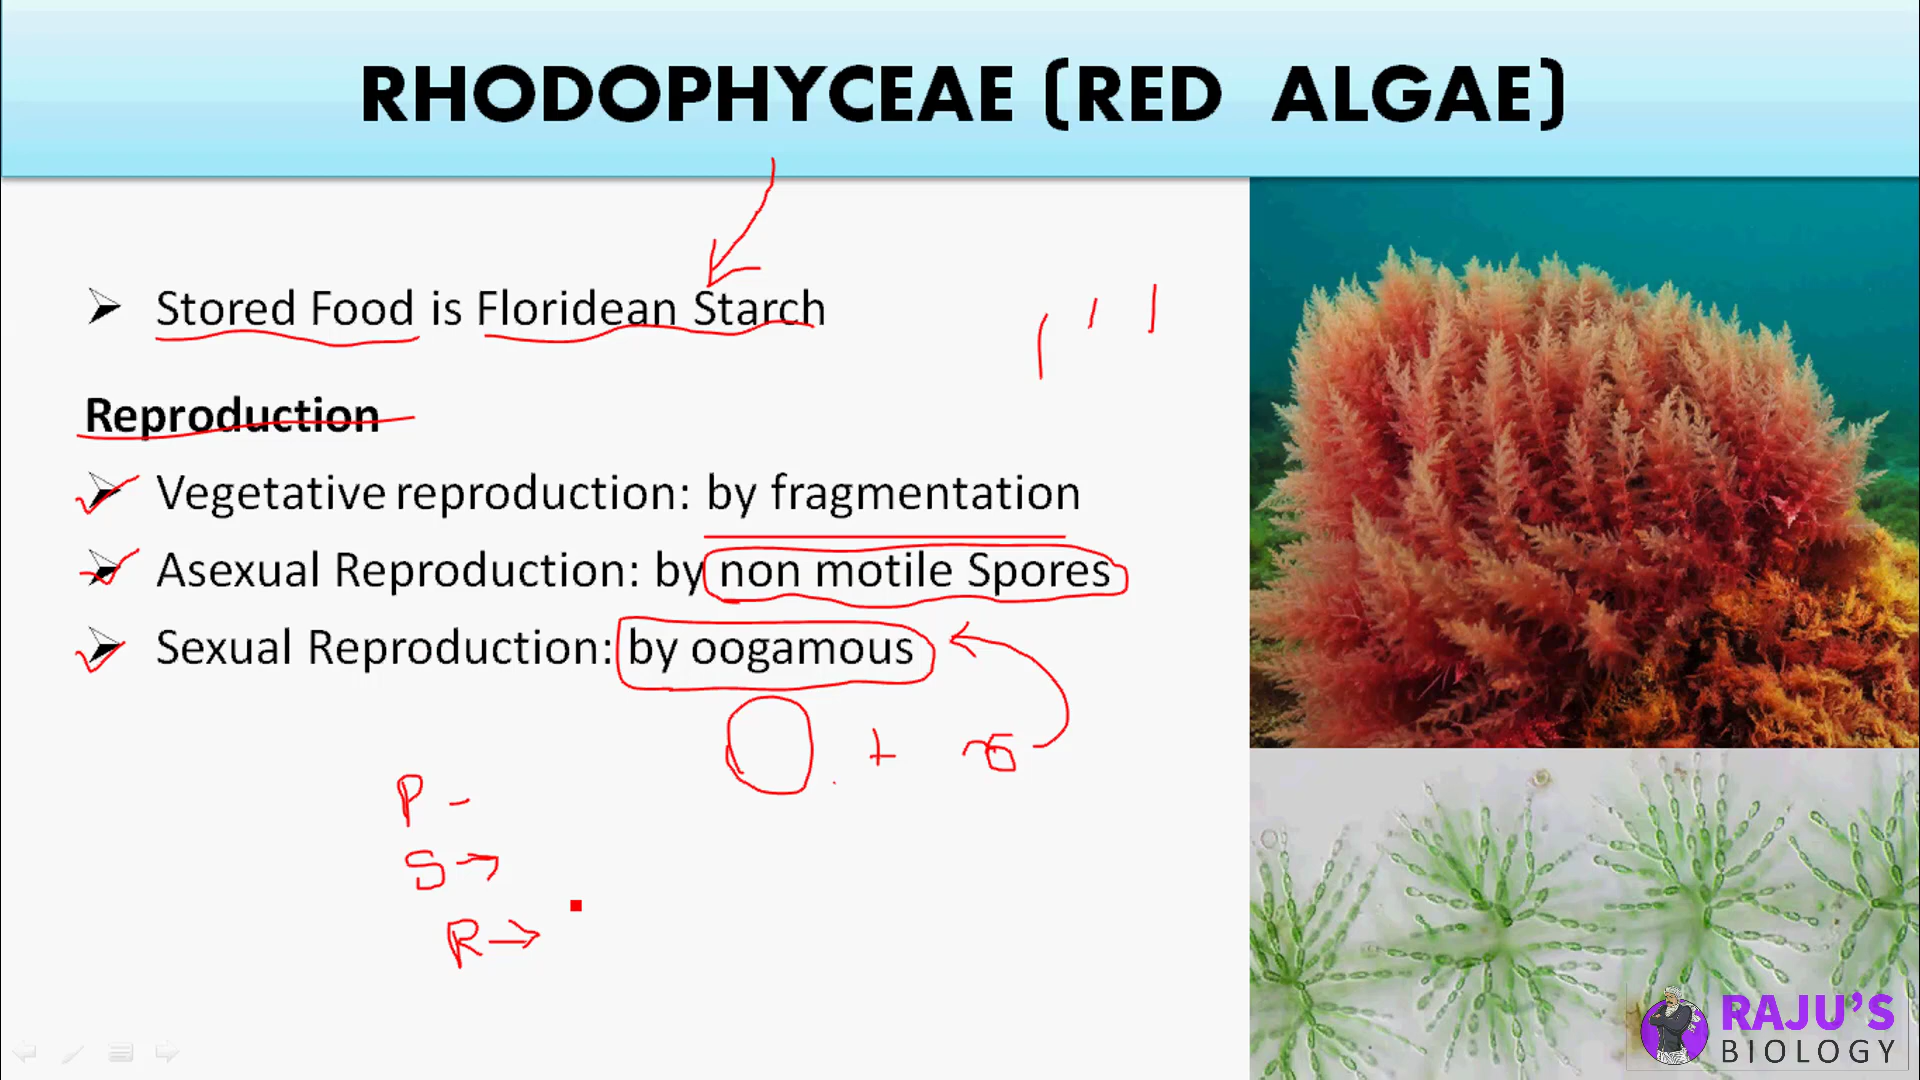 RHODOPHYCEAE (RED ALGAE)
Stored Food is Floridean Starch
Reproduction
Vegetative reproduction: by fragmentation
Asexual Reproduction: by non motile Spores
Sexual Reproduction: by oogamous
+
P -
S →
R →
RAJU'S
BIOLOGY